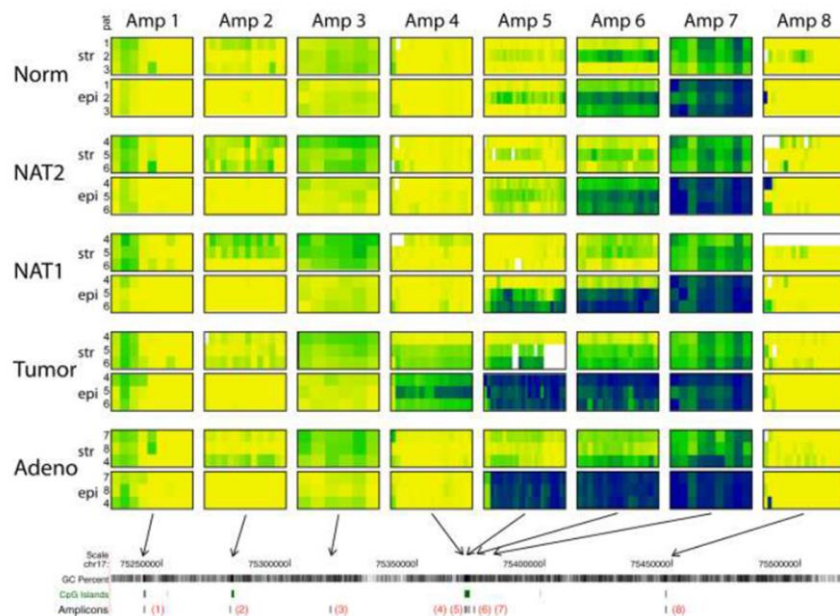 pat
Amp 1 Amp 2 Amp 3 Amp 4 Amp 5 Amp 6 Amp 7 Amp 8
Norm
str
1
2
3
epi
1
2
3
NAT2
str
4
5
6
epi
4
5
6
NAT1
str
4
5
6
epi
4
5
6
Tumor
str
4
5
6
epi
4
5
6
Adeno
str
7
8
4
epi
7
8
4
Scale
chr17: 75250000 75300000 75350000 75400000 75450000 75500000
GC Percent
CpG Islands
Amplicons (1) (2) (3) (4) (5) (6) (7) (8)